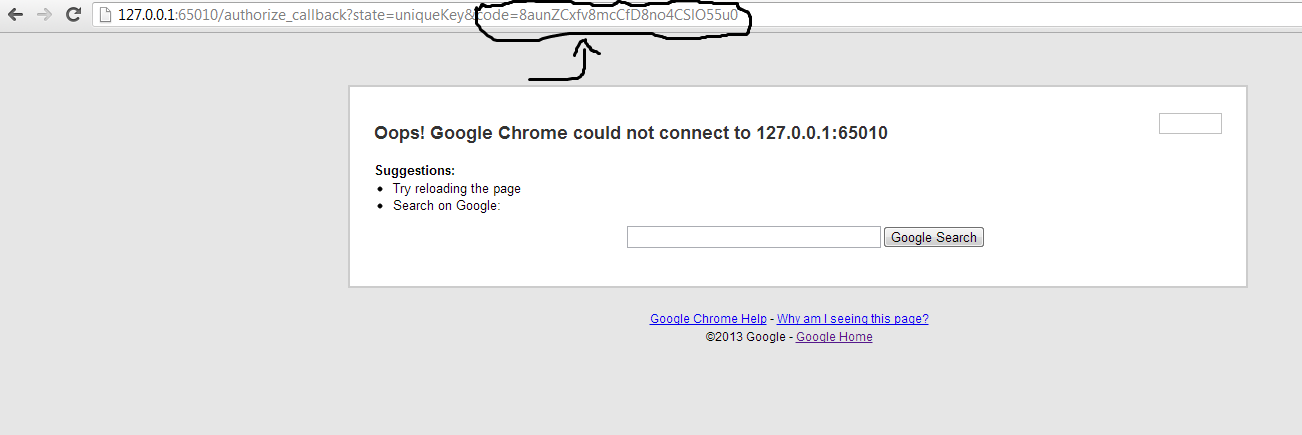 127.0.0.1:65010/authorize_callback?state=uniqueKey&code=8aunZCxfv8mcCfD8no4CSlO55u0
Oops! Google Chrome could not connect to 127.0.0.1:65010
Suggestions:
Try reloading the page
Search on Google:
Google Search
Google Chrome Help - Why am I seeing this page?
©2013 Google - Google Home